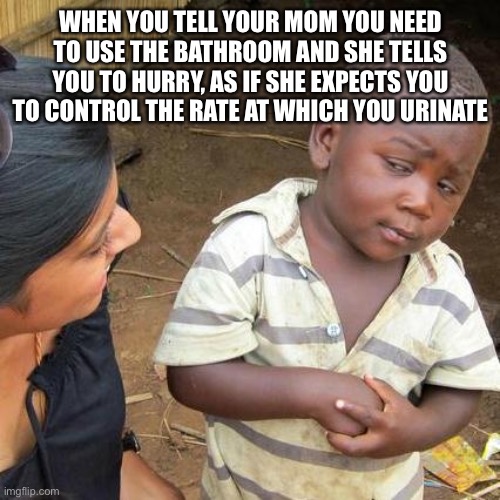 WHEN YOU TELL YOUR MOM YOU NEED
TO USE THE BATHROOM AND SHE TELLS
YOU TO HURRY, AS IF SHE EXPECTS YOU
TO CONTROL THE RATE AT WHICH YOU URINATE
imgflip.com